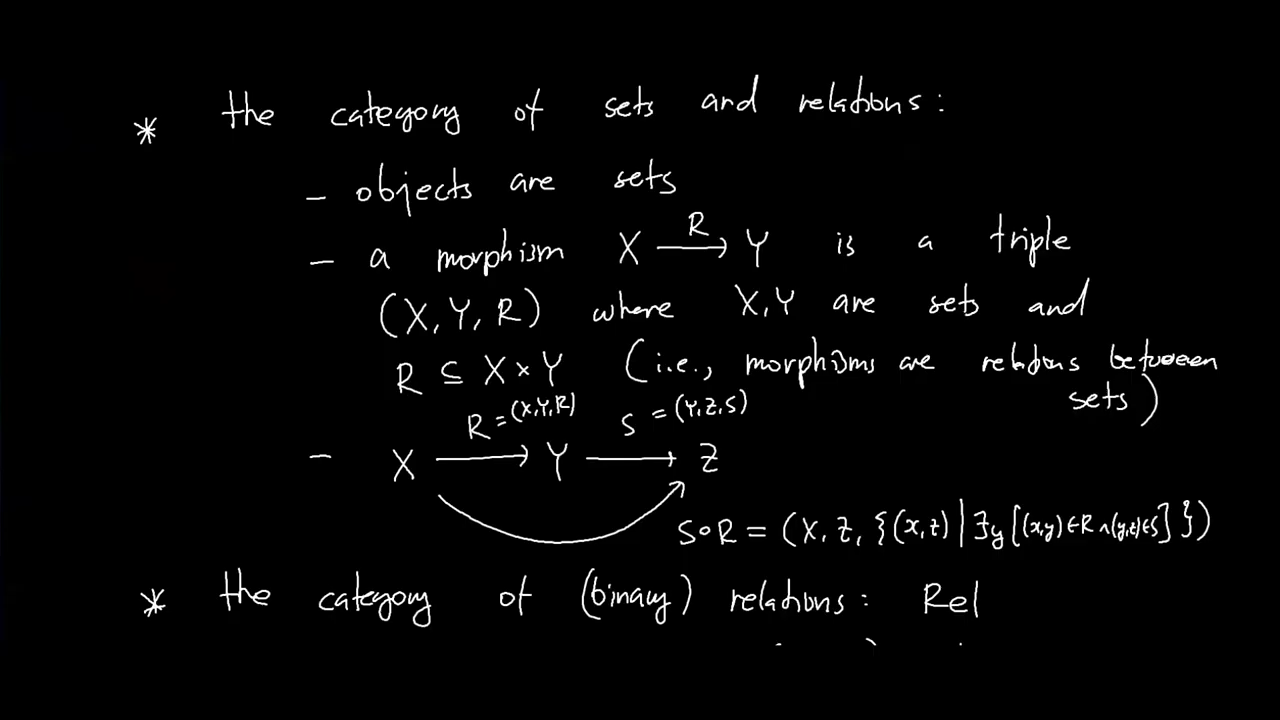 * the category of sets and relations:
- objects are sets
- a morphism X —R→ Y is a triple
(X, Y, R) where X, Y are sets and
R ⊆ X × Y (i.e., morphisms are relations between
sets)
R = (X, Y, R) S = (Y, Z, S)
- X ⟶ Y ⟶ Z
S∘R = (X, Z, {(x,z) | ∃y[(x,y)∈R ∧ (y,z)∈S]})
* the category of (binary) relations: Rel